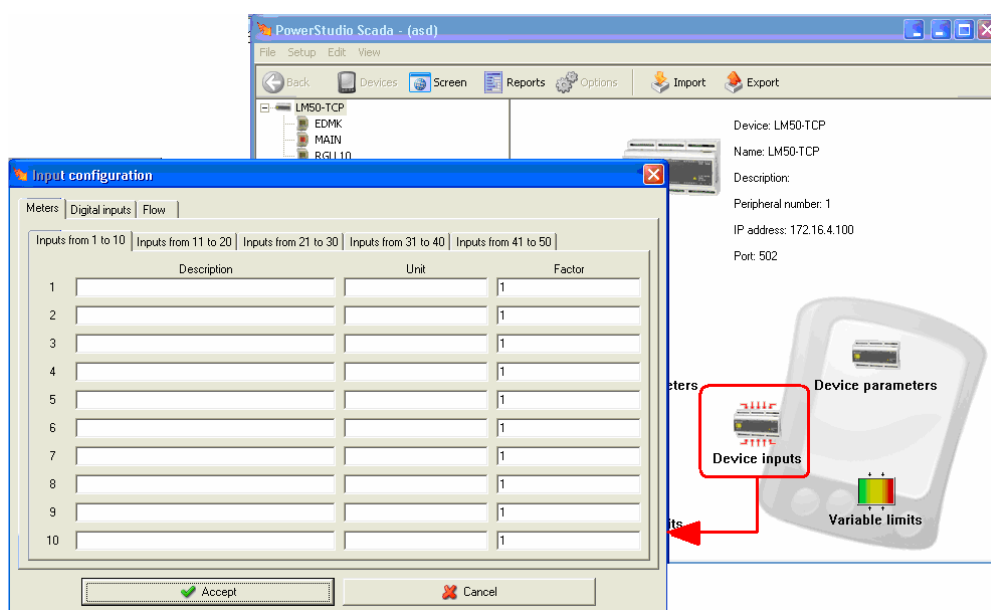 PowerStudio Scada - (asd)
File Setup Edit View
Back Devices Screen Reports Options Import Export
LM50-TCP
EDMK
MAIN
RGU10
Device: LM50-TCP
Name: LM50-TCP
Description:
Peripheral number: 1
IP address: 172.16.4.100
Port: 502
Device parameters
Device inputs
Variable limits
Input configuration
Meters Digital inputs Flow
Inputs from 1 to 10 Inputs from 11 to 20 Inputs from 21 to 30 Inputs from 31 to 40 Inputs from 41 to 50
Description Unit Factor
1 1
2 1
3 1
4 1
5 1
6 1
7 1
8 1
9 1
10 1
Accept Cancel